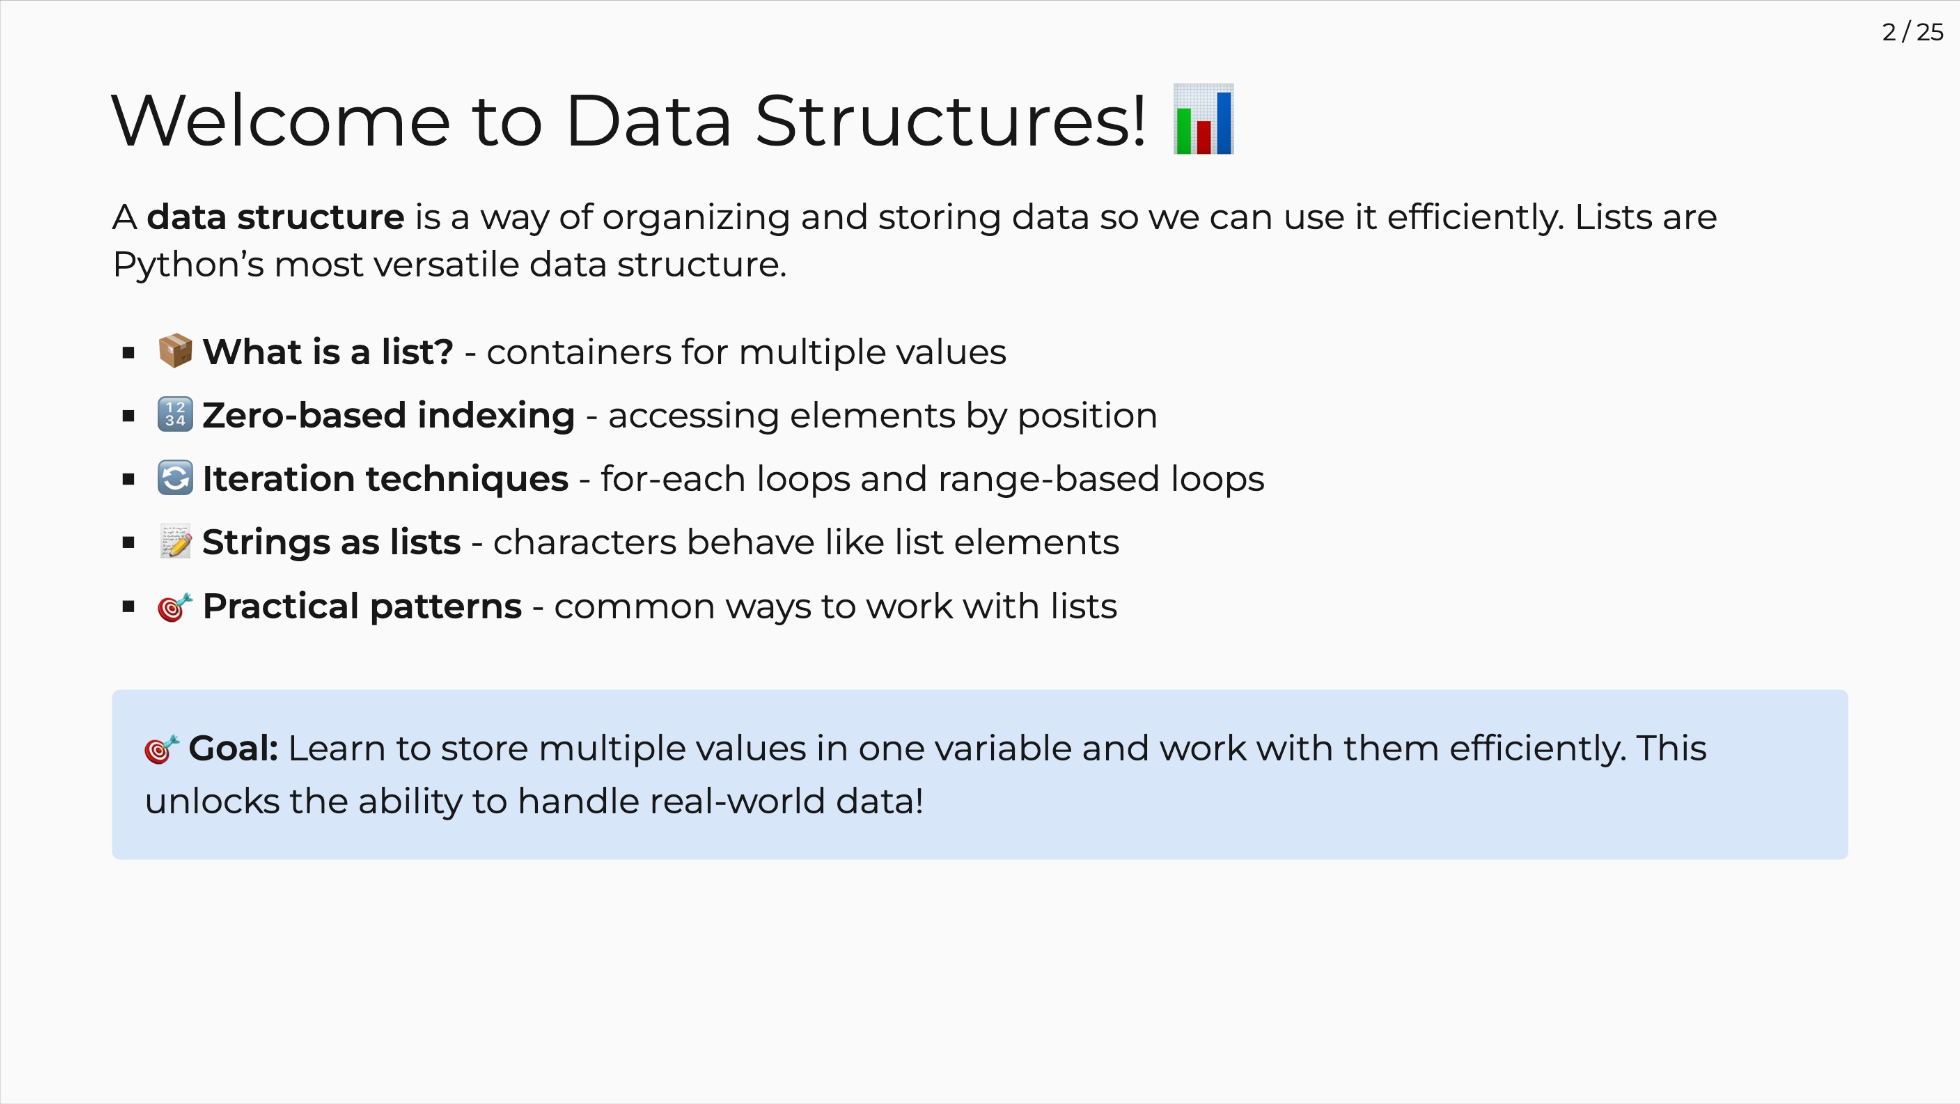 2 / 25
Welcome to Data Structures! 📊
A data structure is a way of organizing and storing data so we can use it efficiently. Lists are
Python’s most versatile data structure.
▪ 📦 What is a list? - containers for multiple values
▪ 🔢 Zero-based indexing - accessing elements by position
▪ 🔄 Iteration techniques - for-each loops and range-based loops
▪ 📝 Strings as lists - characters behave like list elements
▪ 🎯 Practical patterns - common ways to work with lists
🎯 Goal: Learn to store multiple values in one variable and work with them efficiently. This
unlocks the ability to handle real-world data!